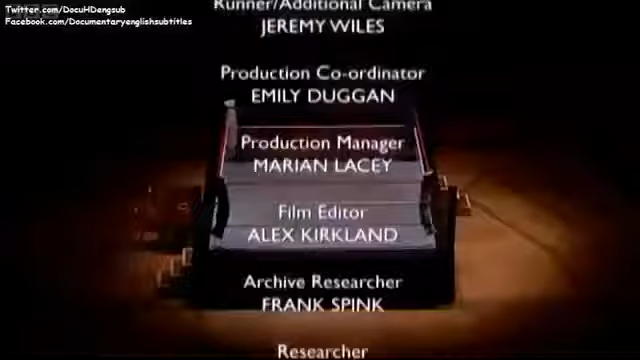 Twitter.com/DocuHDengsub
Facebook.com/Documentaryenglishsubtitles
Runner/Additional Camera
JEREMY WILES
Production Co-ordinator
EMILY DUGGAN
Production Manager
MARIAN LACEY
Film Editor
ALEX KIRKLAND
Archive Researcher
FRANK SPINK
Researcher